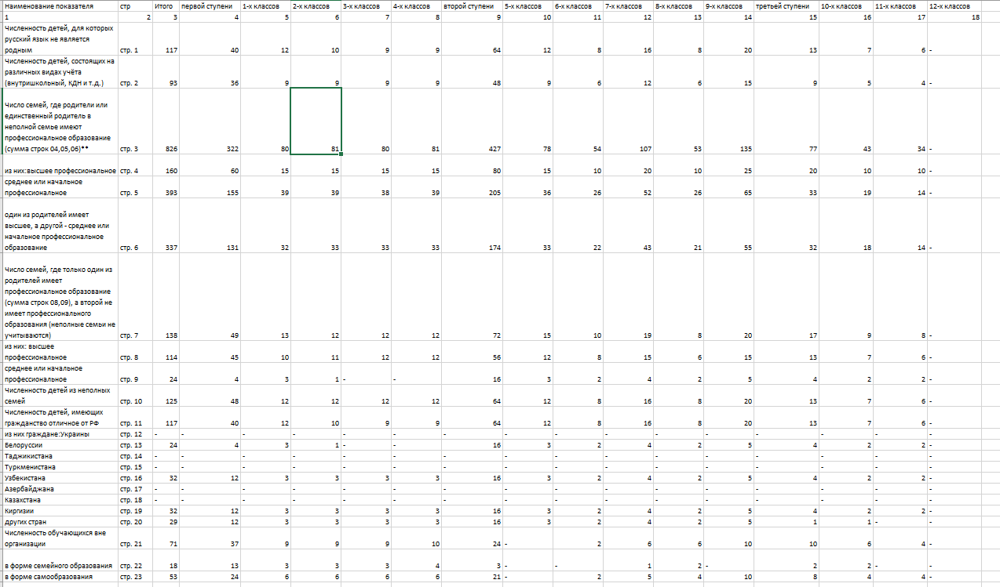 Наименование показателя стр Итого первой ступени 1-х классов 2-х классов 3-х классов 4-х классов второй ступени 5-х классов 6-х классов 7-х классов 8-х классов 9-х классов третьей ступени 10-х классов 11-х классов 12-х классов
1 2 3 4 5 6 7 8 9 10 11 12 13 14 15 16 17 18
Численность детей, для которых
русский язык не является
родным стр. 1 117 40 12 10 9 9 64 12 8 16 8 20 13 7 6 -
Численность детей, состоящих на
различных видах учёта
(внутришкольный, КДН и т.д.) стр. 2 93 36 9 9 9 9 48 9 6 12 6 15 9 5 4 -
Число семей, где родители или
единственный родитель в
неполной семье имеют
профессиональное образование
(сумма строк 04,05,06)** стр. 3 826 322 80 81 80 81 427 78 54 107 53 135 77 43 34 -
из них:высшее профессиональное стр. 4 160 60 15 15 15 15 80 15 10 20 10 25 20 10 10 -
среднее или начальное
профессиональное стр. 5 393 155 39 39 38 39 205 36 26 52 26 65 33 19 14 -
один из родителей имеет
высшее, а другой - среднее или
начальное профессиональное
образование стр. 6 337 131 32 33 33 33 174 33 22 43 21 55 32 18 14 -
Число семей, где только один из
родителей имеет
профессиональное образование
(сумма строк 08,09), а второй не
имеет профессионального
образования (неполные семьи не
учитываются) стр. 7 138 49 13 12 12 12 72 15 10 19 8 20 17 9 8 -
из них: высшее
профессиональное стр. 8 114 45 10 11 12 12 56 12 8 15 6 15 13 7 6 -
среднее или начальное
профессиональное стр. 9 24 4 3 1 - - 16 3 2 4 2 5 4 2 2 -
Численность детей из неполных
семей стр. 10 125 48 12 12 12 12 64 12 8 16 8 20 13 7 6 -
Численность детей, имеющих
гражданство отличное от РФ стр. 11 117 40 12 10 9 9 64 12 8 16 8 20 13 7 6 -
из них граждане:Украины стр. 12 - - - - - - - - - - - - - - - -
Белоруссии стр. 13 24 4 3 1 - - 16 3 2 4 2 5 4 2 2 -
Таджикистана стр. 14 - - - - - - - - - - - - - - - -
Туркменистана стр. 15 - - - - - - - - - - - - - - - -
Узбекистана стр. 16 32 12 3 3 3 3 16 3 2 4 2 5 4 2 2 -
Азербайджана стр. 17 - - - - - - - - - - - - - - - -
Казахстана стр. 18 - - - - - - - - - - - - - - - -
Киргизии стр. 19 32 12 3 3 3 3 16 3 2 4 2 5 4 2 2 -
других стран стр. 20 29 12 3 3 3 3 16 3 2 4 2 5 1 1 - -
Численность обучающихся вне
организации стр. 21 71 37 9 9 9 10 24 - 2 6 6 10 10 6 4 -
в форме семейного образования стр. 22 18 13 3 3 3 4 3 - - 1 2 - 2 2 - -
в форме самообразования стр. 23 53 24 6 6 6 6 21 - 2 5 4 10 8 4 4 -